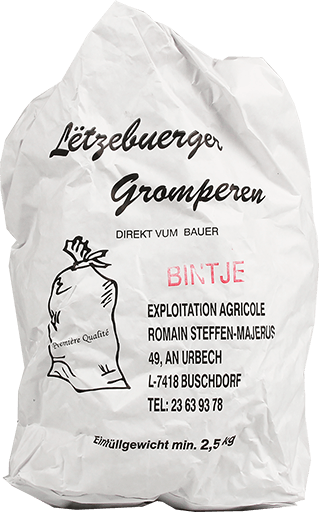 Lëtzebuerger
Gromperen
DIREKT VUM BAUER
BINTJE
Première Qualité
EXPLOITATION AGRICOLE
ROMAIN STEFFEN-MAJERUS
49, AN URBECH
L-7418 BUSCHDORF
TEL: 23 63 93 78
Einfüllgewicht min. 2,5 kg